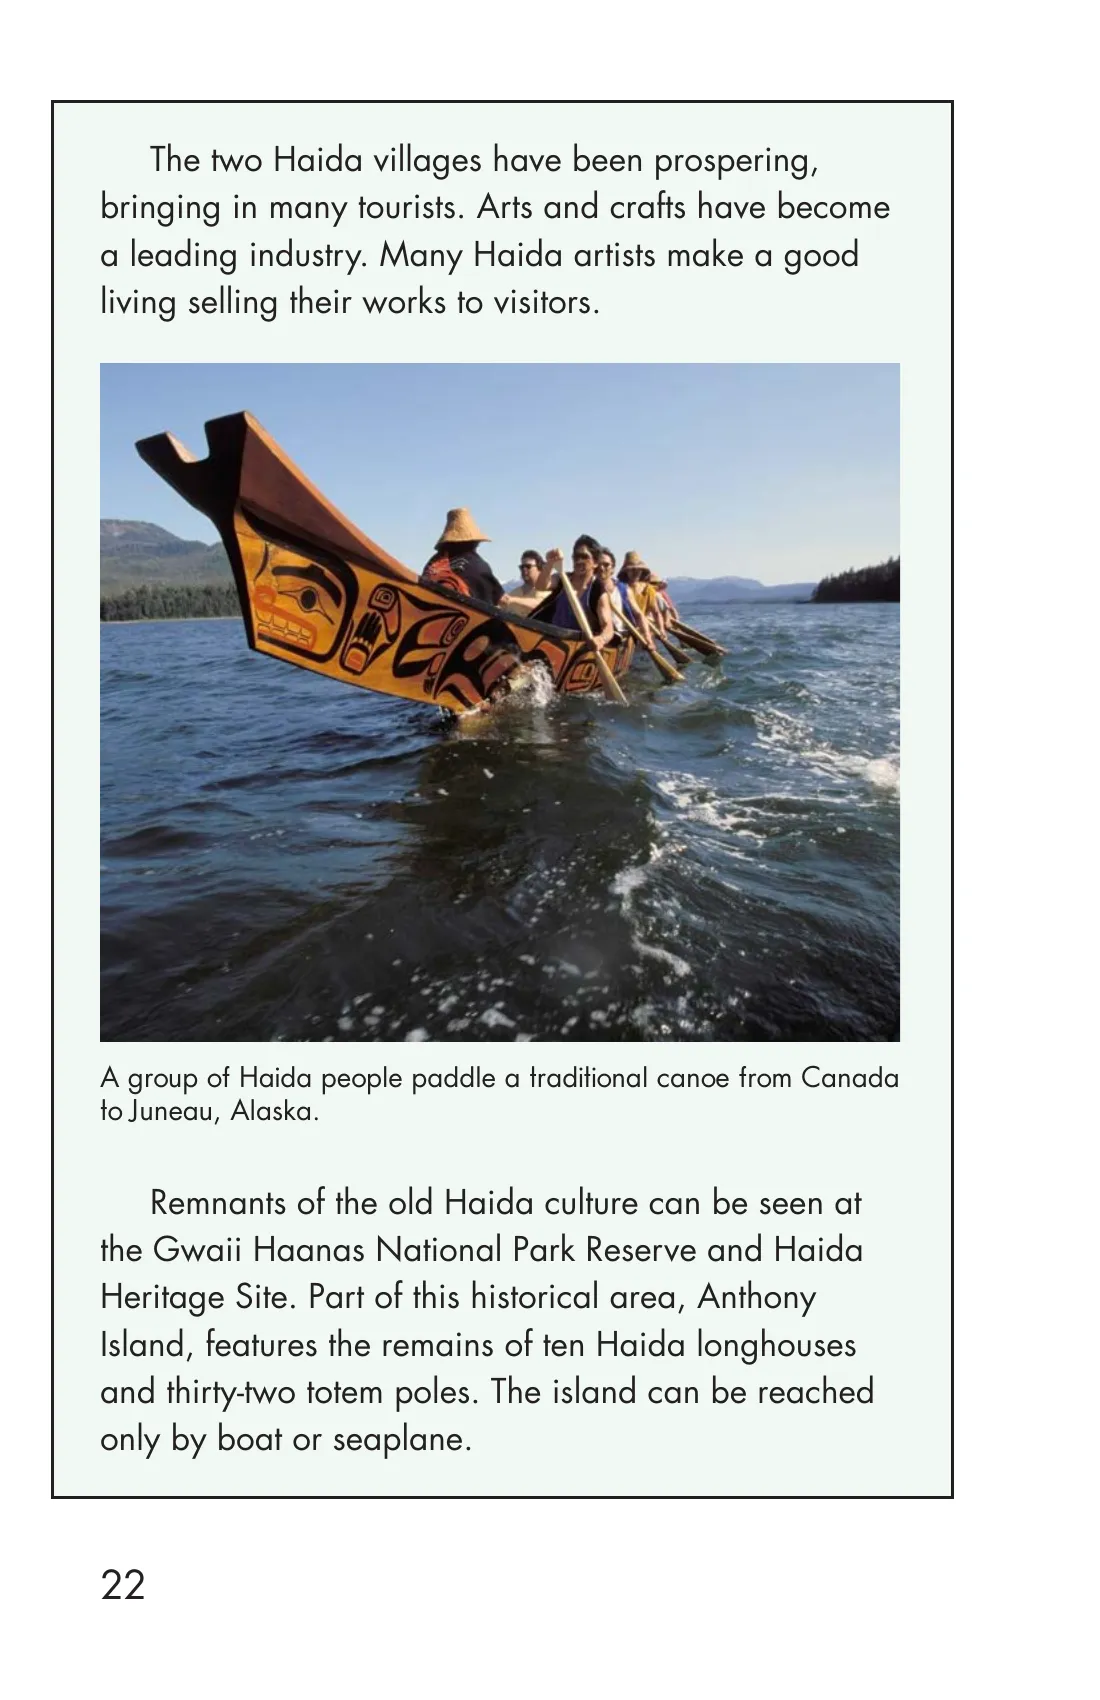 The two Haida villages have been prospering,
bringing in many tourists. Arts and crafts have become
a leading industry. Many Haida artists make a good
living selling their works to visitors.
A group of Haida people paddle a traditional canoe from Canada
to Juneau, Alaska.
Remnants of the old Haida culture can be seen at
the Gwaii Haanas National Park Reserve and Haida
Heritage Site. Part of this historical area, Anthony
Island, features the remains of ten Haida longhouses
and thirty-two totem poles. The island can be reached
only by boat or seaplane.
22